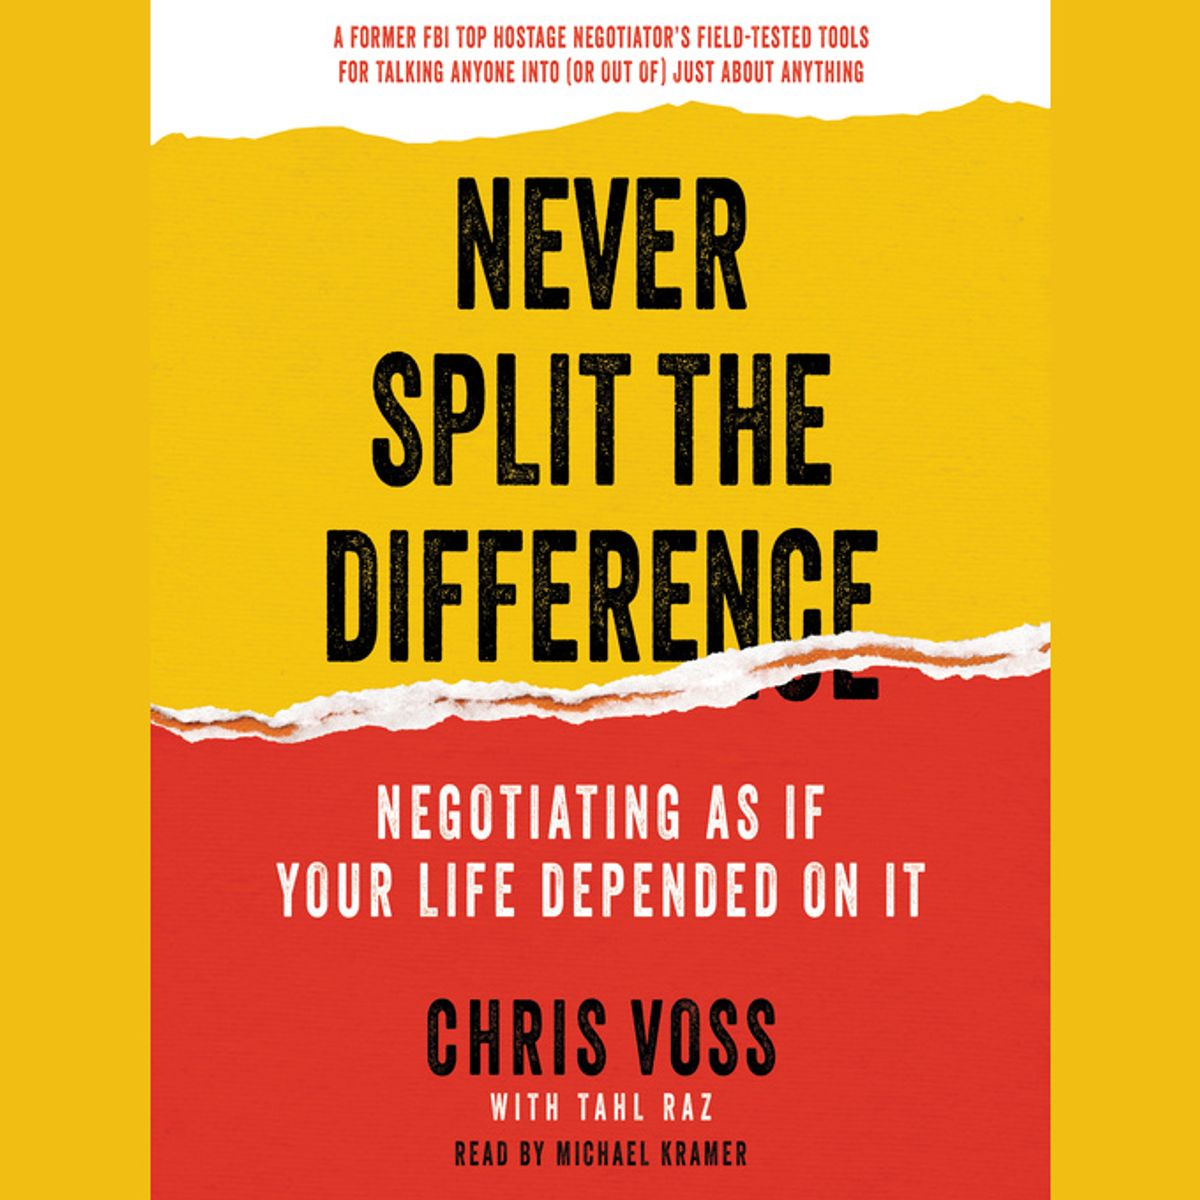 A FORMER FBI TOP HOSTAGE NEGOTIATOR'S FIELD-TESTED TOOLS
FOR TALKING ANYONE INTO (OR OUT OF) JUST ABOUT ANYTHING
NEVER
SPLIT THE
DIFFERENCE
NEGOTIATING AS IF
YOUR LIFE DEPENDED ON IT
CHRIS VOSS
WITH TAHL RAZ
READ BY MICHAEL KRAMER